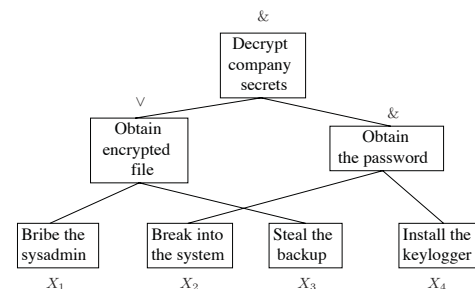 &
Decrypt
company
secrets
∨
&
Obtain
encrypted
file
Obtain
the password
Bribe the
sysadmin
Break into
the system
Steal the
backup
Install the
keylogger
X₁
X₂
X₃
X₄